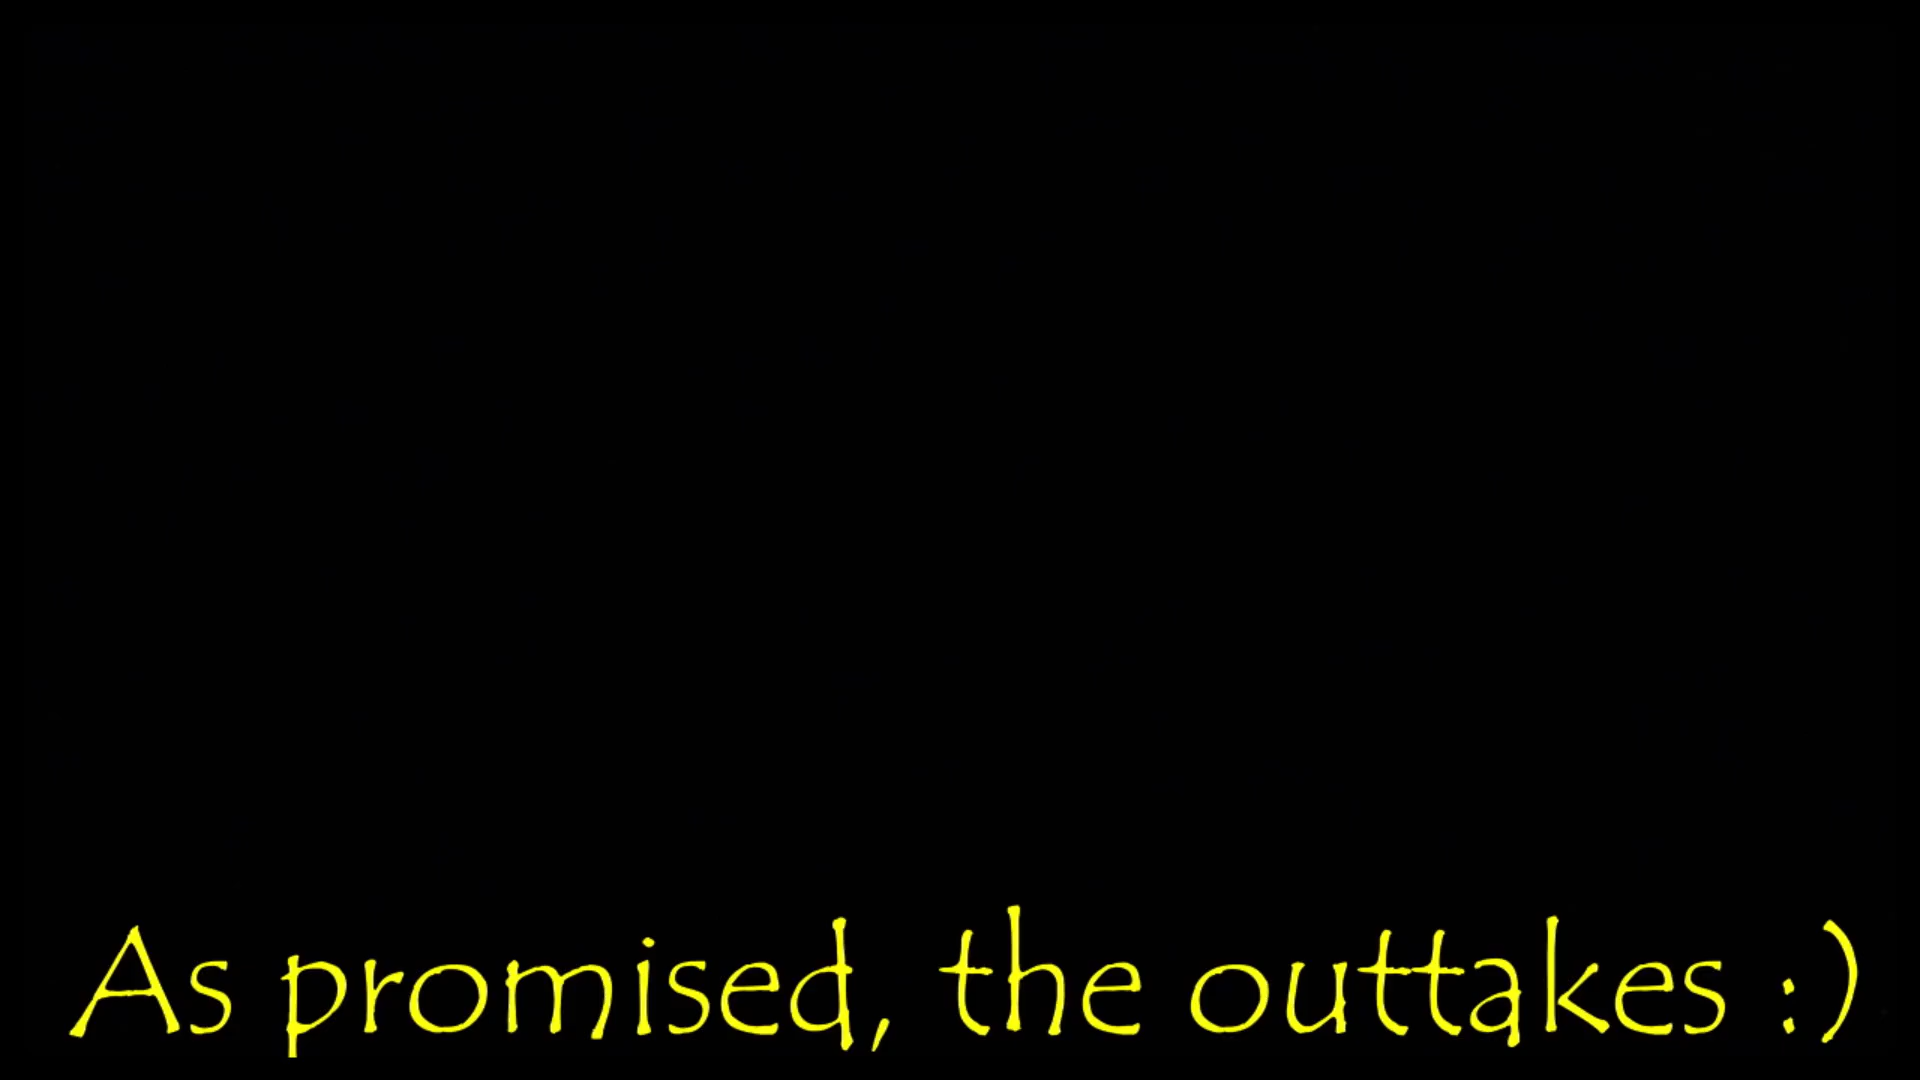 As promised, the outtakes :)